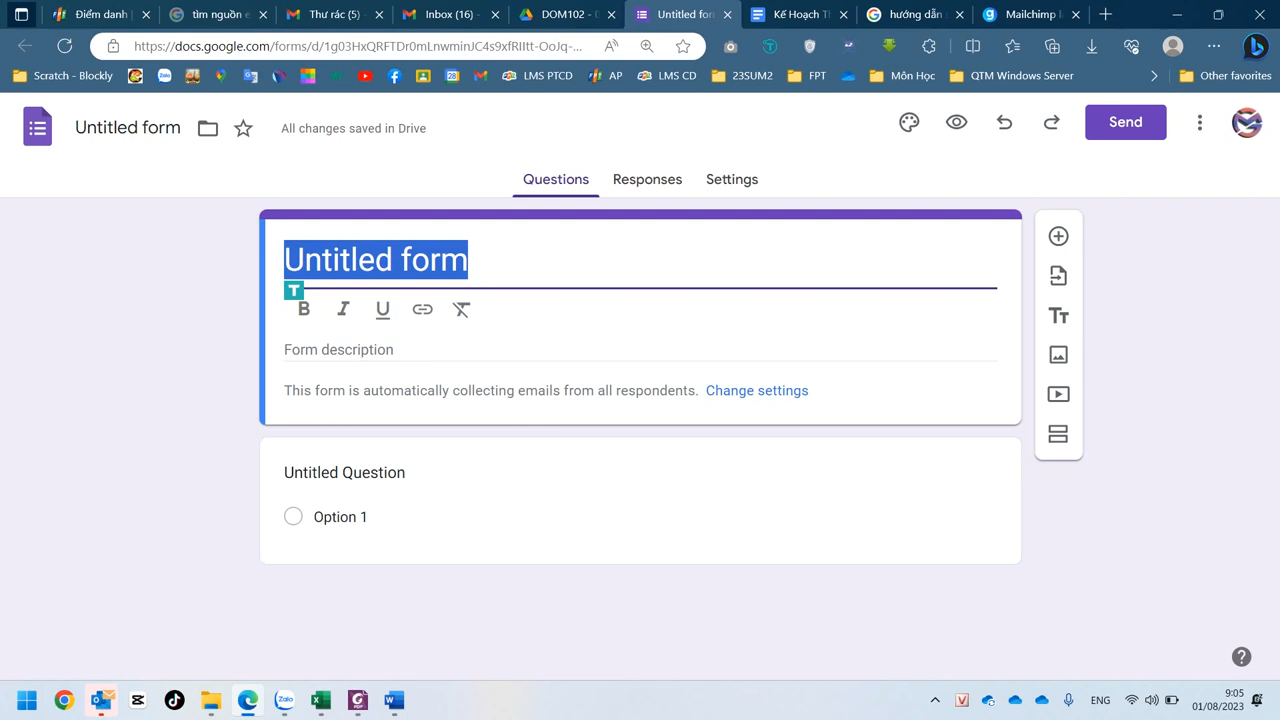 Điểm danh
tìm nguồn e
Thư rác (5) -
Inbox (16) -
DOM102 - 0
Untitled for
Kế Hoạch Th
hướng dẫn s
Mailchimp l
https://docs.google.com/forms/d/1g03HxQRFTDr0mLnwminJC4s9xfRIItt-OoJq-...
Scratch - Blockly
LMS PTCD
AP
LMS CD
23SUM2
FPT
Môn Học
QTM Windows Server
Other favorites
Untitled form
All changes saved in Drive
Send
Questions
Responses
Settings
Untitled form
B I U
Form description
This form is automatically collecting emails from all respondents. Change settings
Untitled Question
Option 1
ENG
9:05
01/08/2023